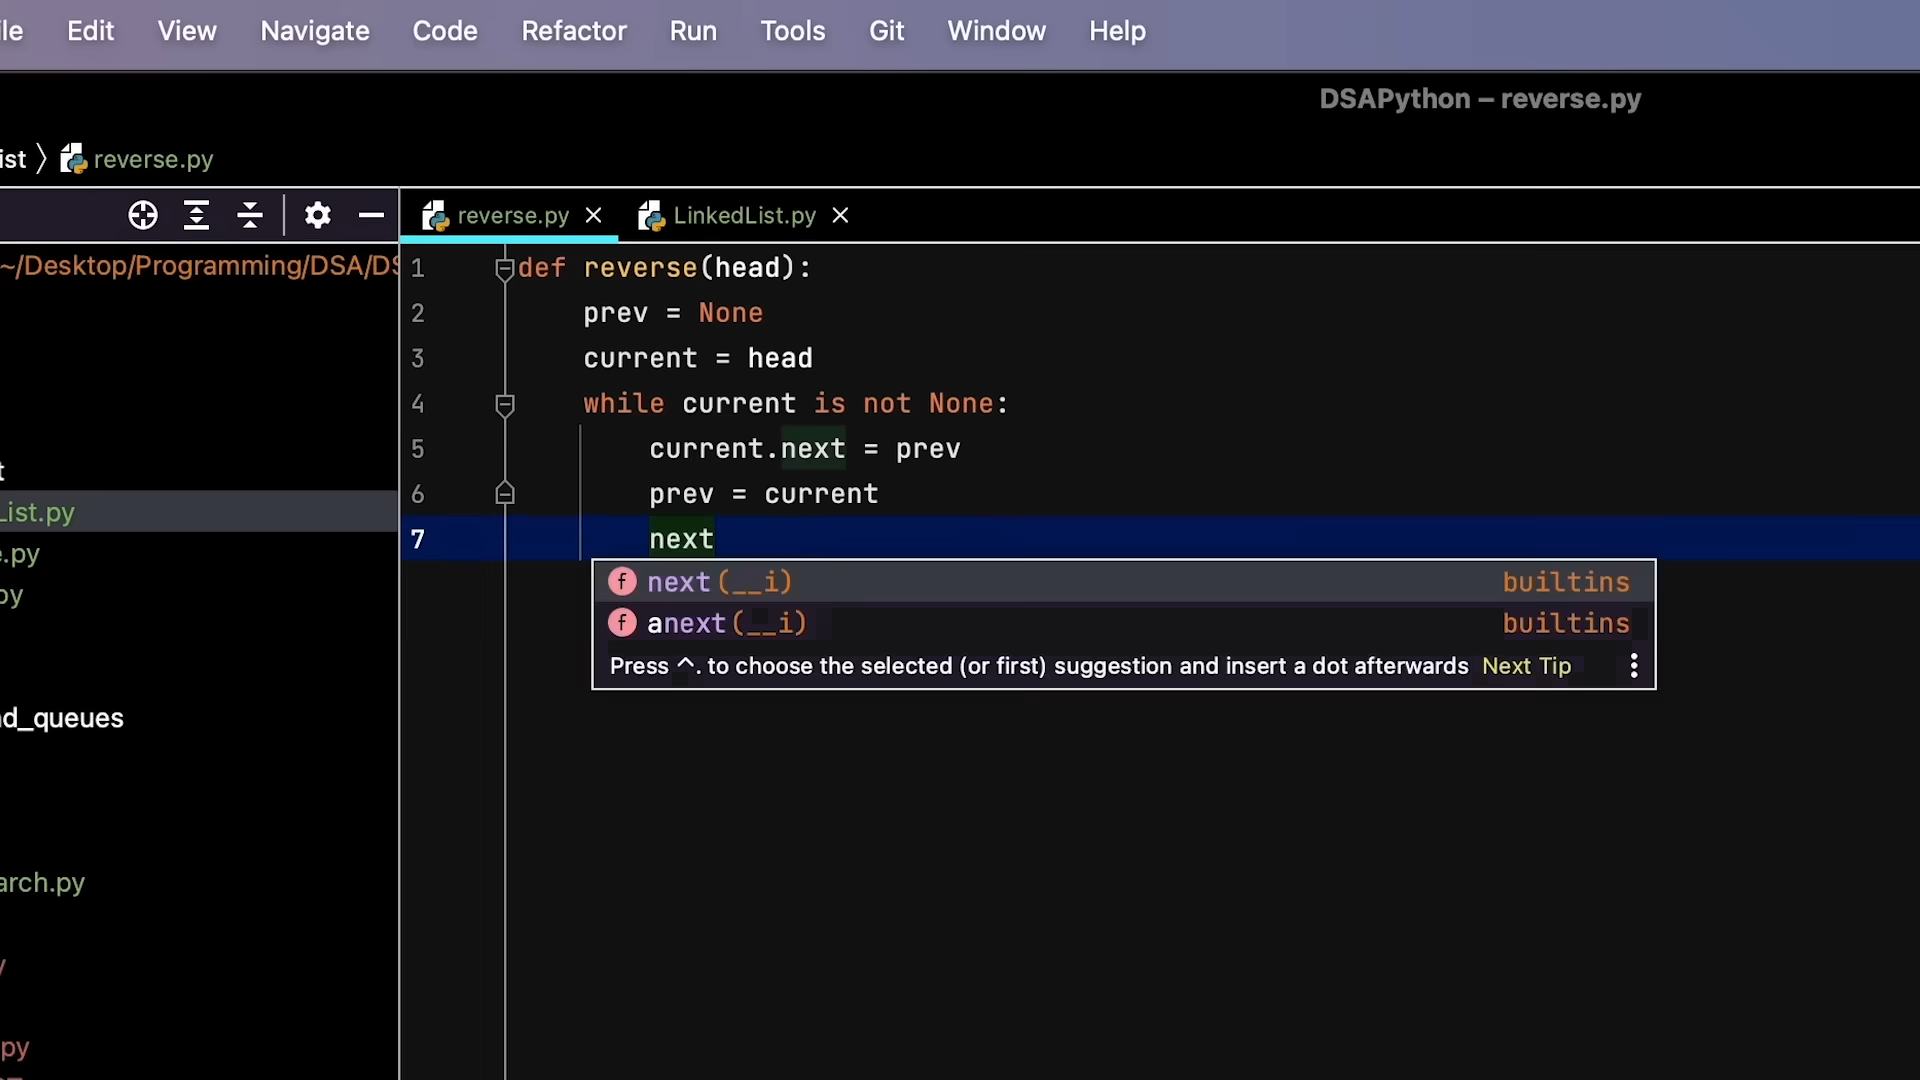 le Edit View Navigate Code Refactor Run Tools Git Window Help
DSAPython – reverse.py
ist 〉 reverse.py
reverse.py × LinkedList.py ×
~/Desktop/Programming/DSA/DS
1 def reverse(head):
2 prev = None
3 current = head
4 while current is not None:
5 current.next = prev
6 prev = current
7 next
f next(__i) builtins
f anext(__i) builtins
Press ^. to choose the selected (or first) suggestion and insert a dot afterwards Next Tip
t
List.py
e.py
py
nd_queues
arch.py
y
py